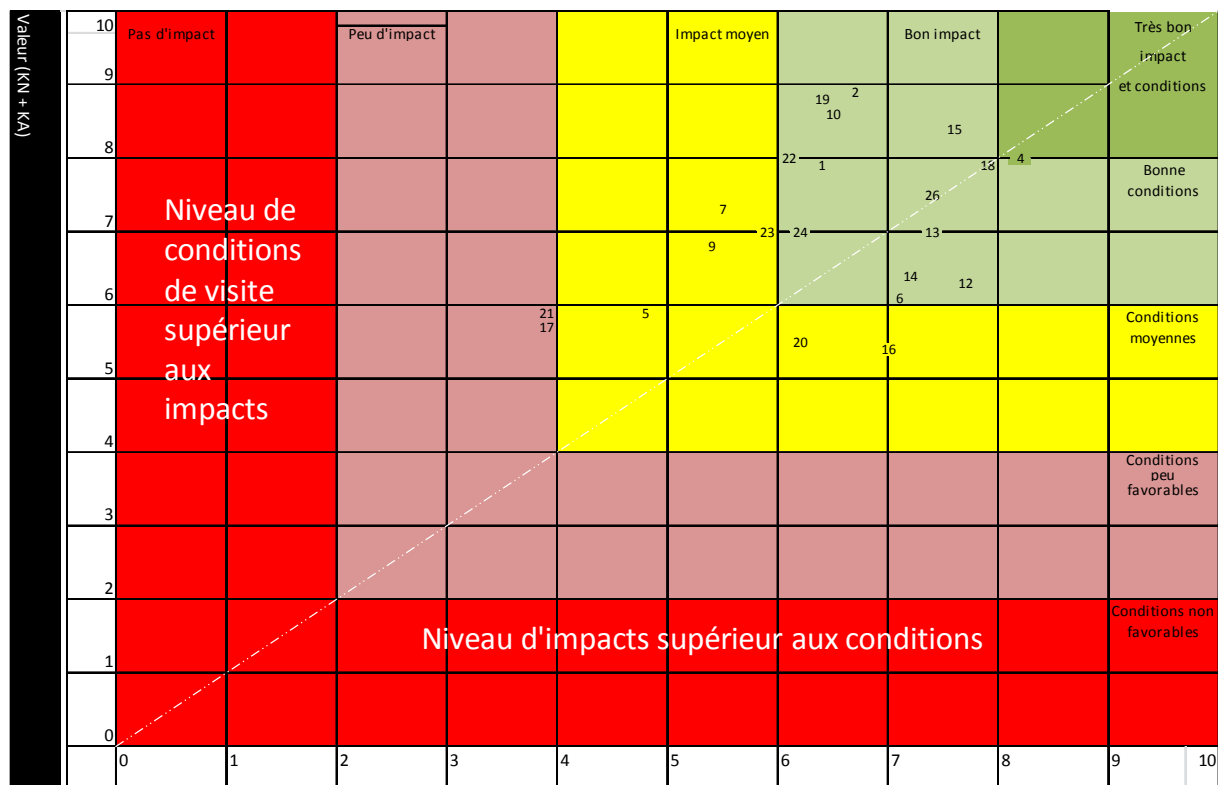 Valeur (KN + KA)
10
Pas d'impact
Peu d'impact
Impact moyen
Bon impact
Très bon
impact
et conditions
9
2
19
10
15
8
22
1
18
4
Bonne
conditions
26
Niveau de
conditions
de visite
supérieur
aux
impacts
7
7
23
24
13
9
14
12
6
6
21
17
5
Conditions
moyennes
20
16
5
4
Conditions
peu
favorables
3
2
Conditions non
favorables
Niveau d'impacts supérieur aux conditions
1
0
0 1 2 3 4 5 6 7 8 9 10